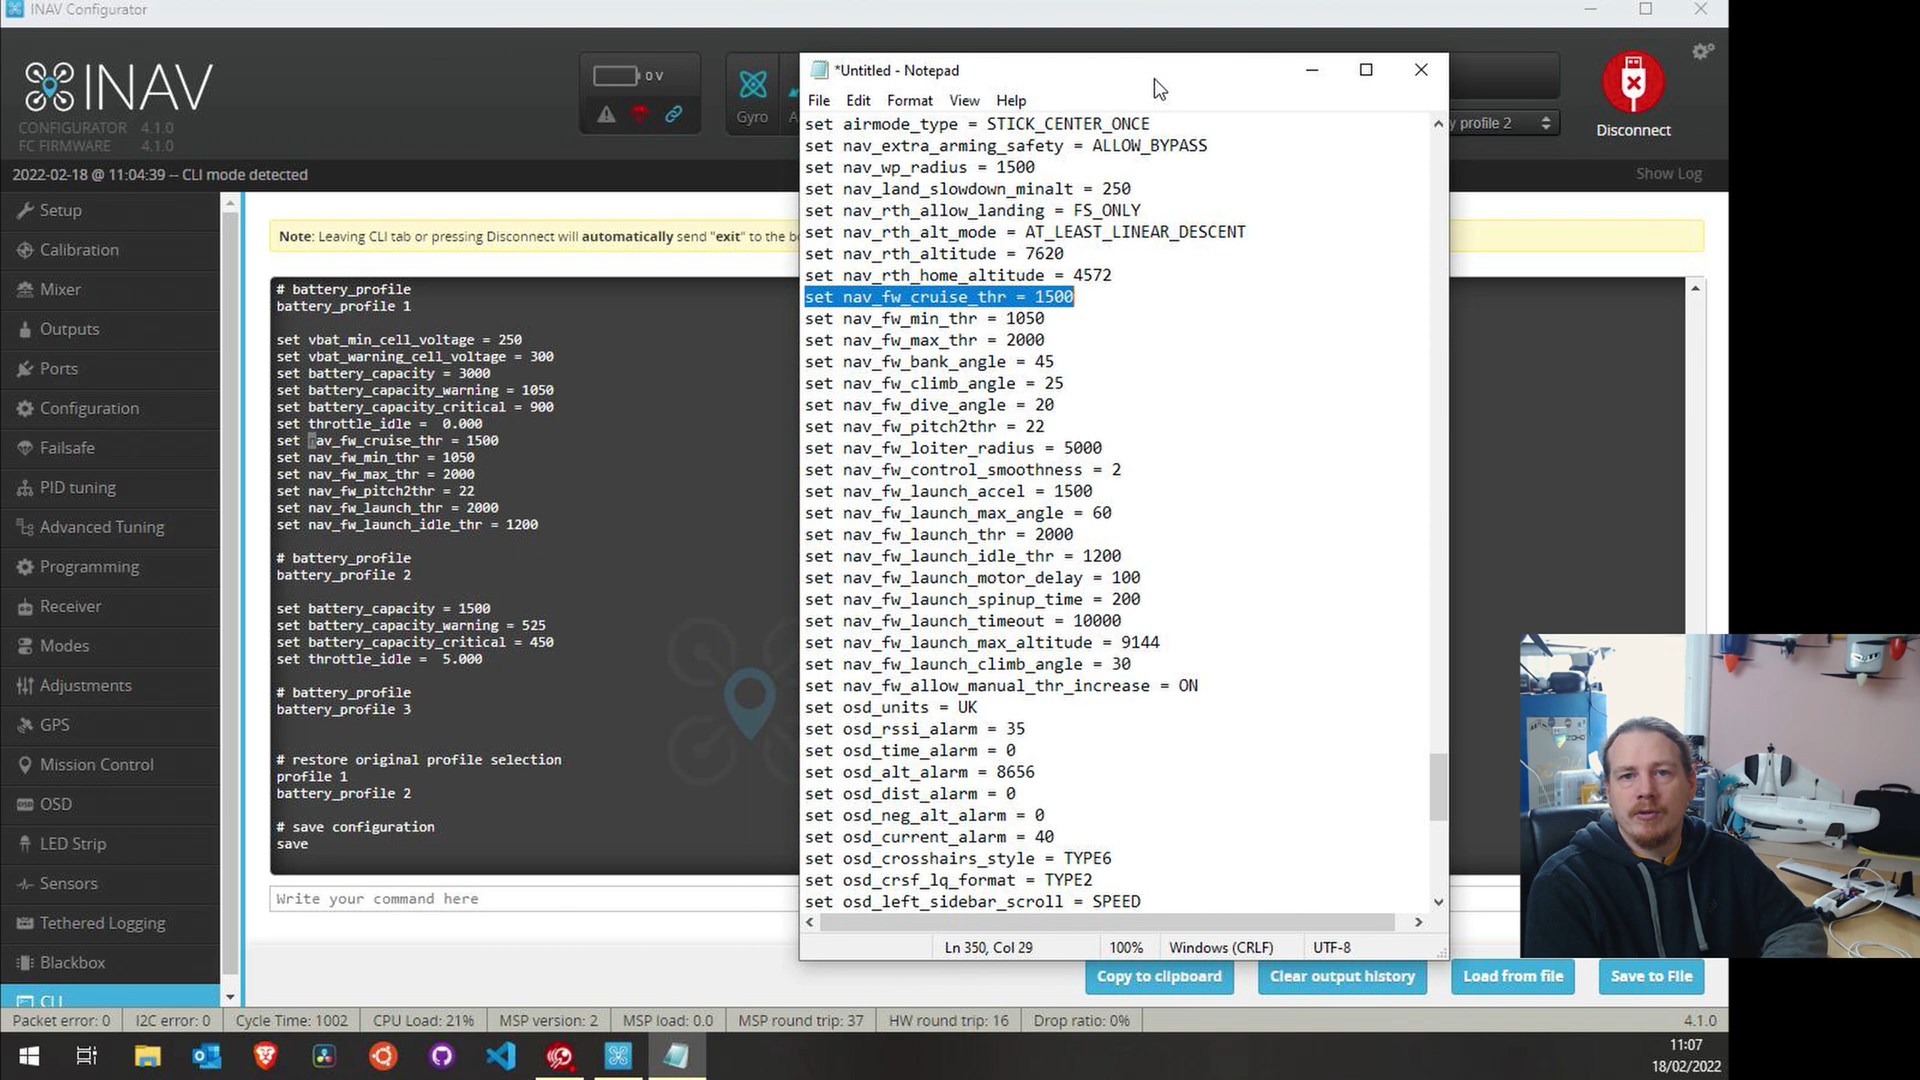 INAV Configurator
INAV
CONFIGURATOR 4.1.0
FC FIRMWARE 4.1.0
0 V
Gyro
profile 2
Disconnect
2022-02-18 @ 11:04:39 -- CLI mode detected
Show Log
Setup
Calibration
Mixer
Outputs
Ports
Configuration
Failsafe
PID tuning
Advanced Tuning
Programming
Receiver
Modes
Adjustments
GPS
Mission Control
OSD
LED Strip
Sensors
Tethered Logging
Blackbox
CLI
Note: Leaving CLI tab or pressing Disconnect will automatically send "exit" to the
# battery_profile
battery_profile 1
set vbat_min_cell_voltage = 250
set vbat_warning_cell_voltage = 300
set battery_capacity = 3000
set battery_capacity_warning = 1050
set battery_capacity_critical = 900
set throttle_idle =  0.000
set nav_fw_cruise_thr = 1500
set nav_fw_min_thr = 1050
set nav_fw_max_thr = 2000
set nav_fw_pitch2thr = 22
set nav_fw_launch_thr = 2000
set nav_fw_launch_idle_thr = 1200
# battery_profile
battery_profile 2
set battery_capacity = 1500
set battery_capacity_warning = 525
set battery_capacity_critical = 450
set throttle_idle =  5.000
# battery_profile
battery_profile 3
# restore original profile selection
profile 1
battery_profile 2
# save configuration
save
Write your command here
*Untitled - Notepad
File Edit Format View Help
set airmode_type = STICK_CENTER_ONCE
set nav_extra_arming_safety = ALLOW_BYPASS
set nav_wp_radius = 1500
set nav_land_slowdown_minalt = 250
set nav_rth_allow_landing = FS_ONLY
set nav_rth_alt_mode = AT_LEAST_LINEAR_DESCENT
set nav_rth_altitude = 7620
set nav_rth_home_altitude = 4572
set nav_fw_cruise_thr = 1500
set nav_fw_min_thr = 1050
set nav_fw_max_thr = 2000
set nav_fw_bank_angle = 45
set nav_fw_climb_angle = 25
set nav_fw_dive_angle = 20
set nav_fw_pitch2thr = 22
set nav_fw_loiter_radius = 5000
set nav_fw_control_smoothness = 2
set nav_fw_launch_accel = 1500
set nav_fw_launch_max_angle = 60
set nav_fw_launch_thr = 2000
set nav_fw_launch_idle_thr = 1200
set nav_fw_launch_motor_delay = 100
set nav_fw_launch_spinup_time = 200
set nav_fw_launch_timeout = 10000
set nav_fw_launch_max_altitude = 9144
set nav_fw_launch_climb_angle = 30
set nav_fw_allow_manual_thr_increase = ON
set osd_units = UK
set osd_rssi_alarm = 35
set osd_time_alarm = 0
set osd_alt_alarm = 8656
set osd_dist_alarm = 0
set osd_neg_alt_alarm = 0
set osd_current_alarm = 40
set osd_crosshairs_style = TYPE6
set osd_crsf_lq_format = TYPE2
set osd_left_sidebar_scroll = SPEED
Ln 350, Col 29 100% Windows (CRLF) UTF-8
Copy to clipboard Clear output history Load from file Save to File
Packet error: 0 I2C error: 0 Cycle Time: 1002 CPU Load: 21% MSP version: 2 MSP load: 0.0 MSP round trip: 37 HW round trip: 16 Drop ratio: 0% 4.1.0
11:07
18/02/2022